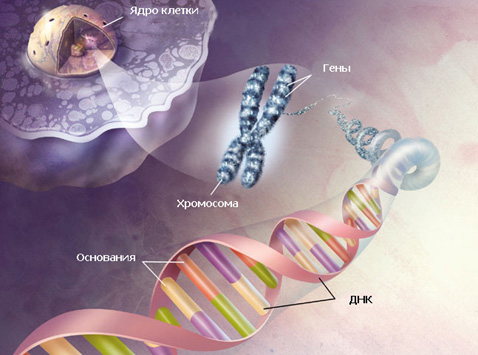 Ядро клетки
Гены
Хромосома
Основания
ДНК